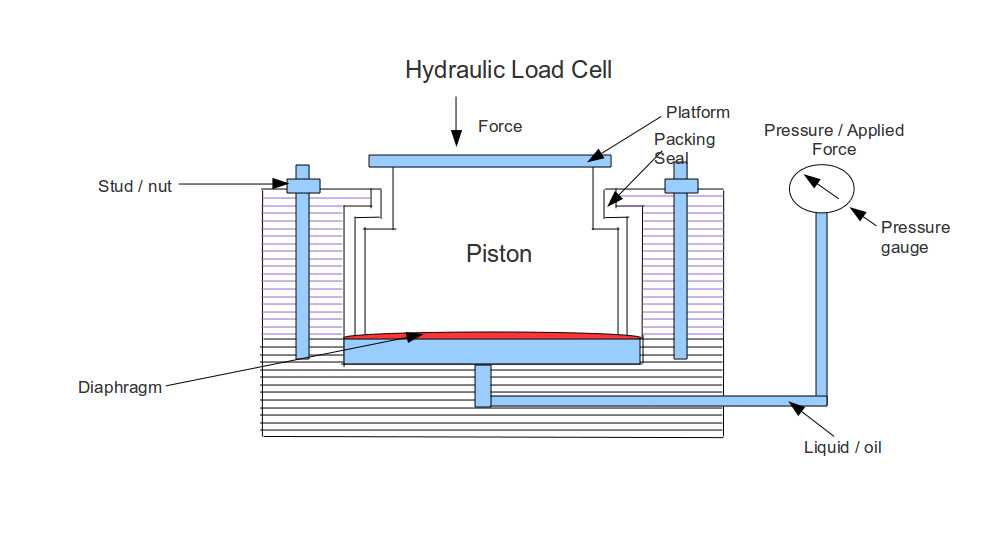 Hydraulic Load Cell
Force
Platform
Packing
Seal
Pressure / Applied
Force
Stud / nut
Pressure
gauge
Piston
Diaphragm
Liquid / oil